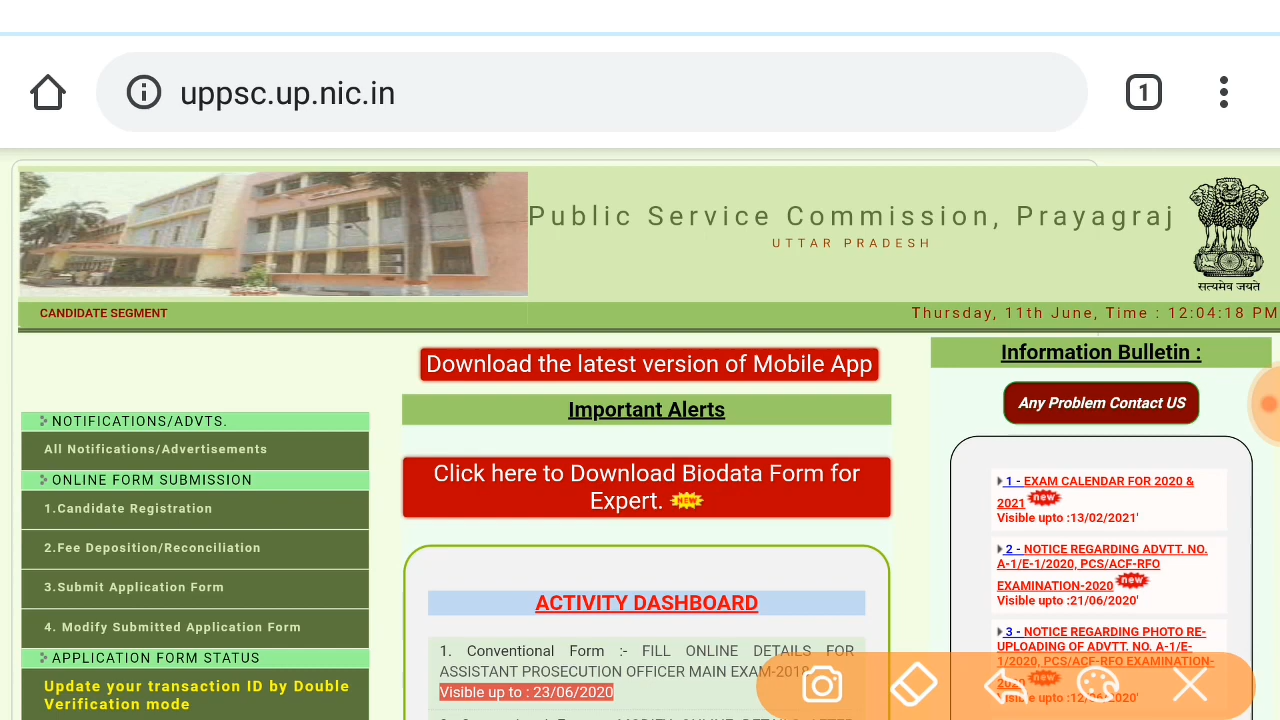 uppsc.up.nic.in
1
Public Service Commission, Prayagraj
UTTAR PRADESH
सत्यमेव जयते
CANDIDATE SEGMENT
Thursday, 11th June, Time : 12:04:18 PM
Download the latest version of Mobile App
Important Alerts
Click here to Download Biodata Form for
Expert. NEW
ACTIVITY DASHBOARD
1. Conventional Form :- FILL ONLINE DETAILS FOR
ASSISTANT PROSECUTION OFFICER MAIN EXAM-2018
Visible up to : 23/06/2020
NOTIFICATIONS/ADVTS.
All Notifications/Advertisements
ONLINE FORM SUBMISSION
1.Candidate Registration
2.Fee Deposition/Reconciliation
3.Submit Application Form
4. Modify Submitted Application Form
APPLICATION FORM STATUS
Update your transaction ID by Double
Verification mode
Information Bulletin :
Any Problem Contact US
1 - EXAM CALENDAR FOR 2020 &
2021 new
Visible upto :13/02/2021'
2 - NOTICE REGARDING ADVTT. NO.
A-1/E-1/2020, PCS/ACF-RFO
EXAMINATION-2020 new
Visible upto :21/06/2020'
3 - NOTICE REGARDING PHOTO RE-
UPLOADING OF ADVTT. NO. A-1/E-
1/2020, PCS/ACF-RFO EXAMINATION-
2020 new
Visible upto :12/06/2020'